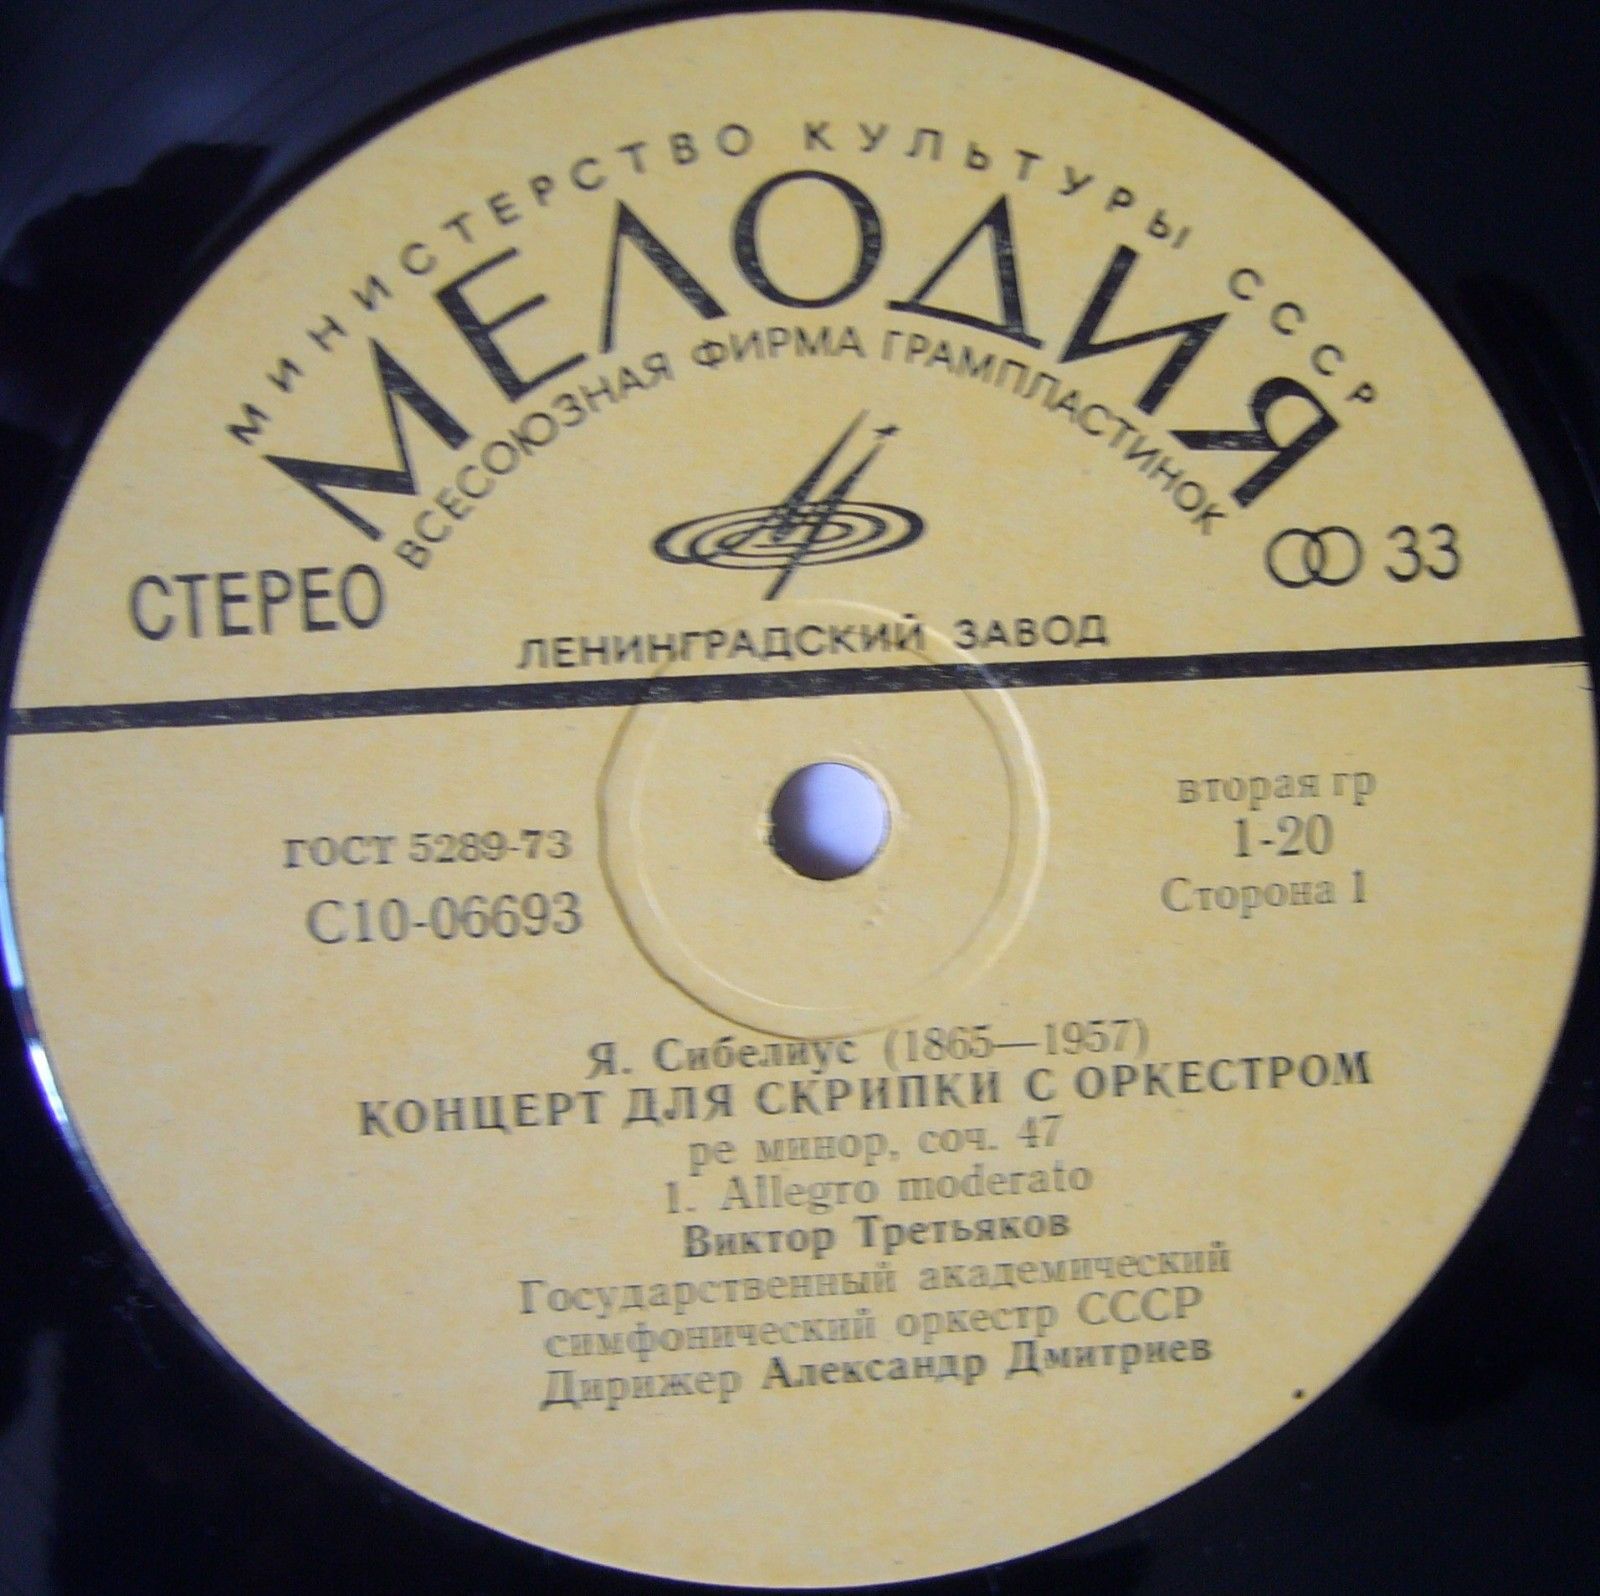 МИНИСТЕРСТВО КУЛЬТУРЫ СССР
МЕЛОДИЯ
ВСЕСОЮЗНАЯ ФИРМА ГРАМПЛАСТИНОК
СТЕРЕО
33
ЛЕНИНГРАДСКИЙ ЗАВОД
ГОСТ 5289-73
С10-06693
вторая гр
1-20
Сторона 1
Я. Сибелиус (1865—1957)
КОНЦЕРТ ДЛЯ СКРИПКИ С ОРКЕСТРОМ
ре минор, соч. 47
1. Allegro moderato
Виктор Третьяков
Государственный академический
симфонический оркестр СССР
Дирижер Александр Дмитриев